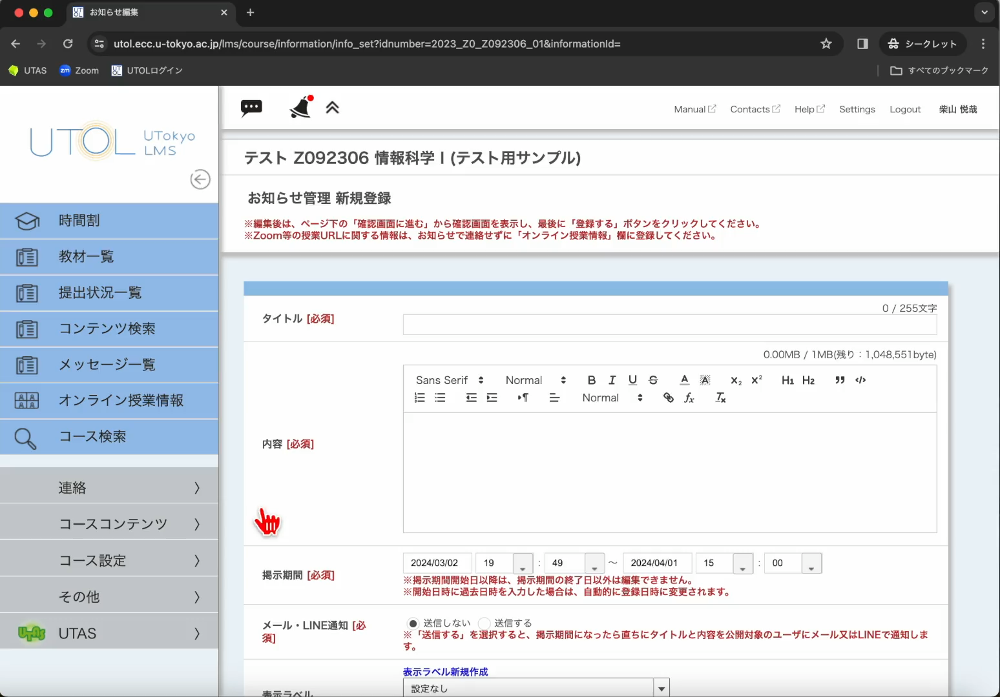 お知らせ編集
utol.ecc.u-tokyo.ac.jp/lms/course/information/info_set?idnumber=2023_Z0_Z092306_01&informationId=
シークレット
UTAS
Zoom
UTOLログイン
すべてのブックマーク
UTOL UTokyo LMS
Manual
Contacts
Help
Settings
Logout
柴山 悦哉
テスト Z092306 情報科学 I (テスト用サンプル)
お知らせ管理 新規登録
※編集後は、ページ下の「確認画面に進む」から確認画面を表示し、最後に「登録する」ボタンをクリックしてください。
※Zoom等の授業URLに関する情報は、お知らせで連絡せずに「オンライン授業情報」欄に登録してください。
時間割
教材一覧
提出状況一覧
コンテンツ検索
メッセージ一覧
オンライン授業情報
コース検索
連絡
コースコンテンツ
コース設定
その他
UTAS
0 / 255文字
タイトル [必須]
0.00MB / 1MB(残り：1,048,551byte)
Sans Serif Normal B I U S A A X₂ X² H1 H2 ” </>
Normal fx Tx
内容 [必須]
掲示期間 [必須]
2024/03/02 19 : 49 ～ 2024/04/01 15 : 00
※掲示期間開始日以降は、掲示期間の終了日以外は編集できません。
※開始日時に過去日時を入力した場合は、自動的に登録日時に変更されます。
メール・LINE通知 [必須]
送信しない 送信する
※「送信する」を選択すると、掲示期間になったら直ちにタイトルと内容を公開対象のユーザにメール又はLINEで通知します。
表示ラベル新規作成
表示ラベル
設定なし